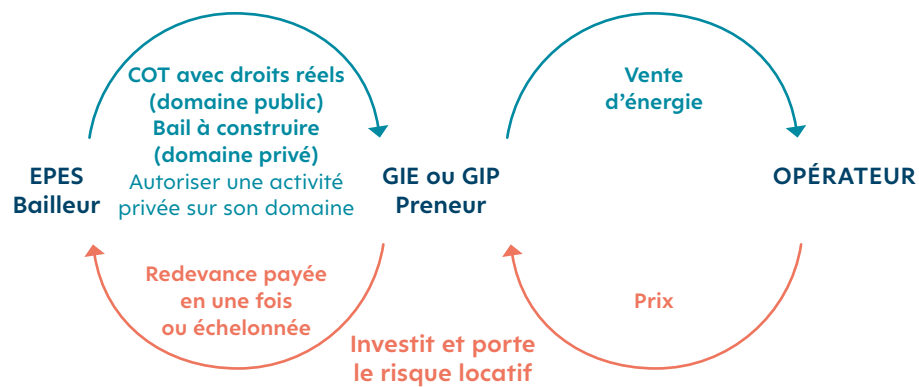 COT avec droits réels
(domaine public)
Bail à construire
(domaine privé)
Autoriser une activité
privée sur son domaine
Vente
d’énergie
EPES
Bailleur
GIE ou GIP
Preneur
OPÉRATEUR
Redevance payée
en une fois
ou échelonnée
Prix
Investit et porte
le risque locatif